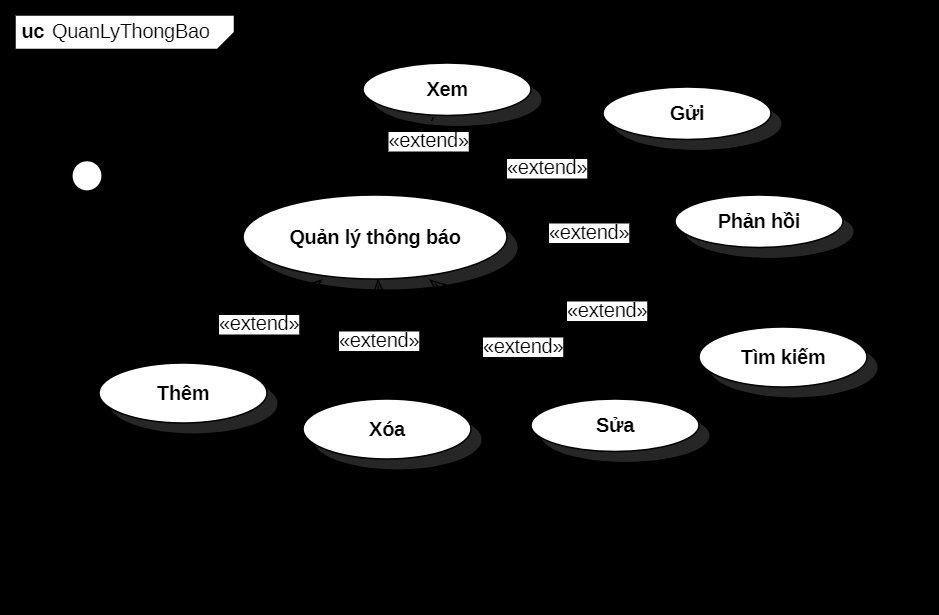 uc QuanLyThongBao
Xem
Gửi
«extend»
«extend»
Phản hồi
«extend»
Quản lý thông báo
«extend»
«extend»
«extend»
«extend»
Tìm kiếm
Thêm
Xóa
Sửa